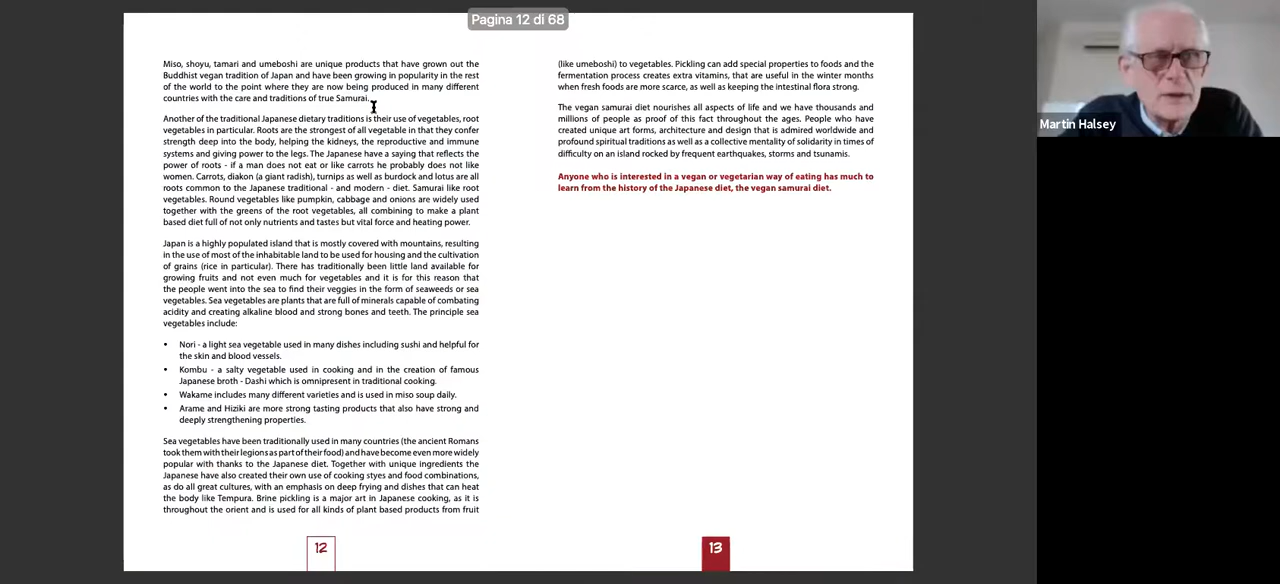 Pagina 12 di 68
Martin Halsey
Miso, shoyu, tamari and umeboshi are unique products that have grown out the
Buddhist vegan tradition of Japan and have been growing in popularity in the rest
of the world to the point where they are now being produced in many different
countries with the care and traditions of true Samurai.
Another of the traditional Japanese dietary traditions is their use of vegetables, root
vegetables in particular. Roots are the strongest of all vegetable in that they confer
strength deep into the body, helping the kidneys, the reproductive and immune
systems and giving power to the legs. The Japanese have a saying that reflects the
power of roots - if a man does not eat or like carrots he probably does not like
women. Carrots, diakon (a giant radish), turnips as well as burdock and lotus are all
roots common to the Japanese traditional - and modern - diet. Samurai like root
vegetables. Round vegetables like pumpkin, cabbage and onions are widely used
together with the greens of the root vegetables, all combining to make a plant
based diet full of not only nutrients and tastes but vital force and heating power.
Japan is a highly populated island that is mostly covered with mountains, resulting
in the use of most of the inhabitable land to be used for housing and the cultivation
of grains (rice in particular). There has traditionally been little land available for
growing fruits and not even much for vegetables and it is for this reason that
the people went into the sea to find their veggies in the form of seaweeds or sea
vegetables. Sea vegetables are plants that are full of minerals capable of combating
acidity and creating alkaline blood and strong bones and teeth. The principle sea
vegetables include:
• Nori - a light sea vegetable used in many dishes including sushi and helpful for
the skin and blood vessels.
• Kombu - a salty vegetable used in cooking and in the creation of famous
Japanese broth - Dashi which is omnipresent in traditional cooking.
• Wakame includes many different varieties and is used in miso soup daily.
• Arame and Hiziki are more strong tasting products that also have strong and
deeply strengthening properties.
Sea vegetables have been traditionally used in many countries (the ancient Romans
took them with their legions as part of their food) and have become even more widely
popular with thanks to the Japanese diet. Together with unique ingredients the
Japanese have also created their own use of cooking styes and food combinations,
as do all great cultures, with an emphasis on deep frying and dishes that can heat
the body like Tempura. Brine pickling is a major art in Japanese cooking, as it is
throughout the orient and is used for all kinds of plant based products from fruit
12
(like umeboshi) to vegetables. Pickling can add special properties to foods and the
fermentation process creates extra vitamins, that are useful in the winter months
when fresh foods are more scarce, as well as keeping the intestinal flora strong.
The vegan samurai diet nourishes all aspects of life and we have thousands and
millions of people as proof of this fact throughout the ages. People who have
created unique art forms, architecture and design that is admired worldwide and
profound spiritual traditions as well as a collective mentality of solidarity in times of
difficulty on an island rocked by frequent earthquakes, storms and tsunamis.
Anyone who is interested in a vegan or vegetarian way of eating has much to
learn from the history of the Japanese diet, the vegan samurai diet.
13